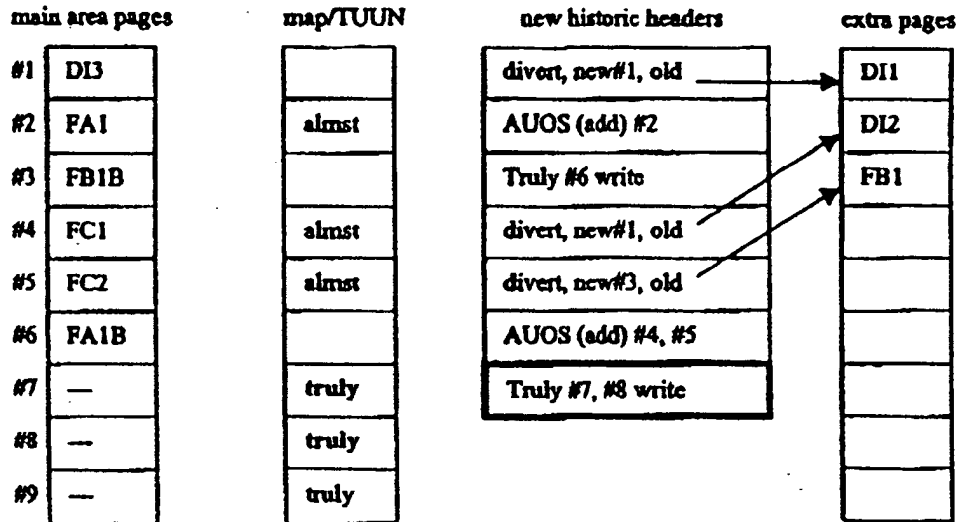 main area pages map/TUUN new historic headers extra pages
#1 DI3 divert, new#1, old DI1
#2 FA1 almst AUOS (add) #2 DI2
#3 FB1B Truly #6 write FB1
#4 FC1 almst divert, new#1, old
#5 FC2 almst divert, new#3, old
#6 FA1B AUOS (add) #4, #5
#7 — truly Truly #7, #8 write
#8 — truly
#9 — truly